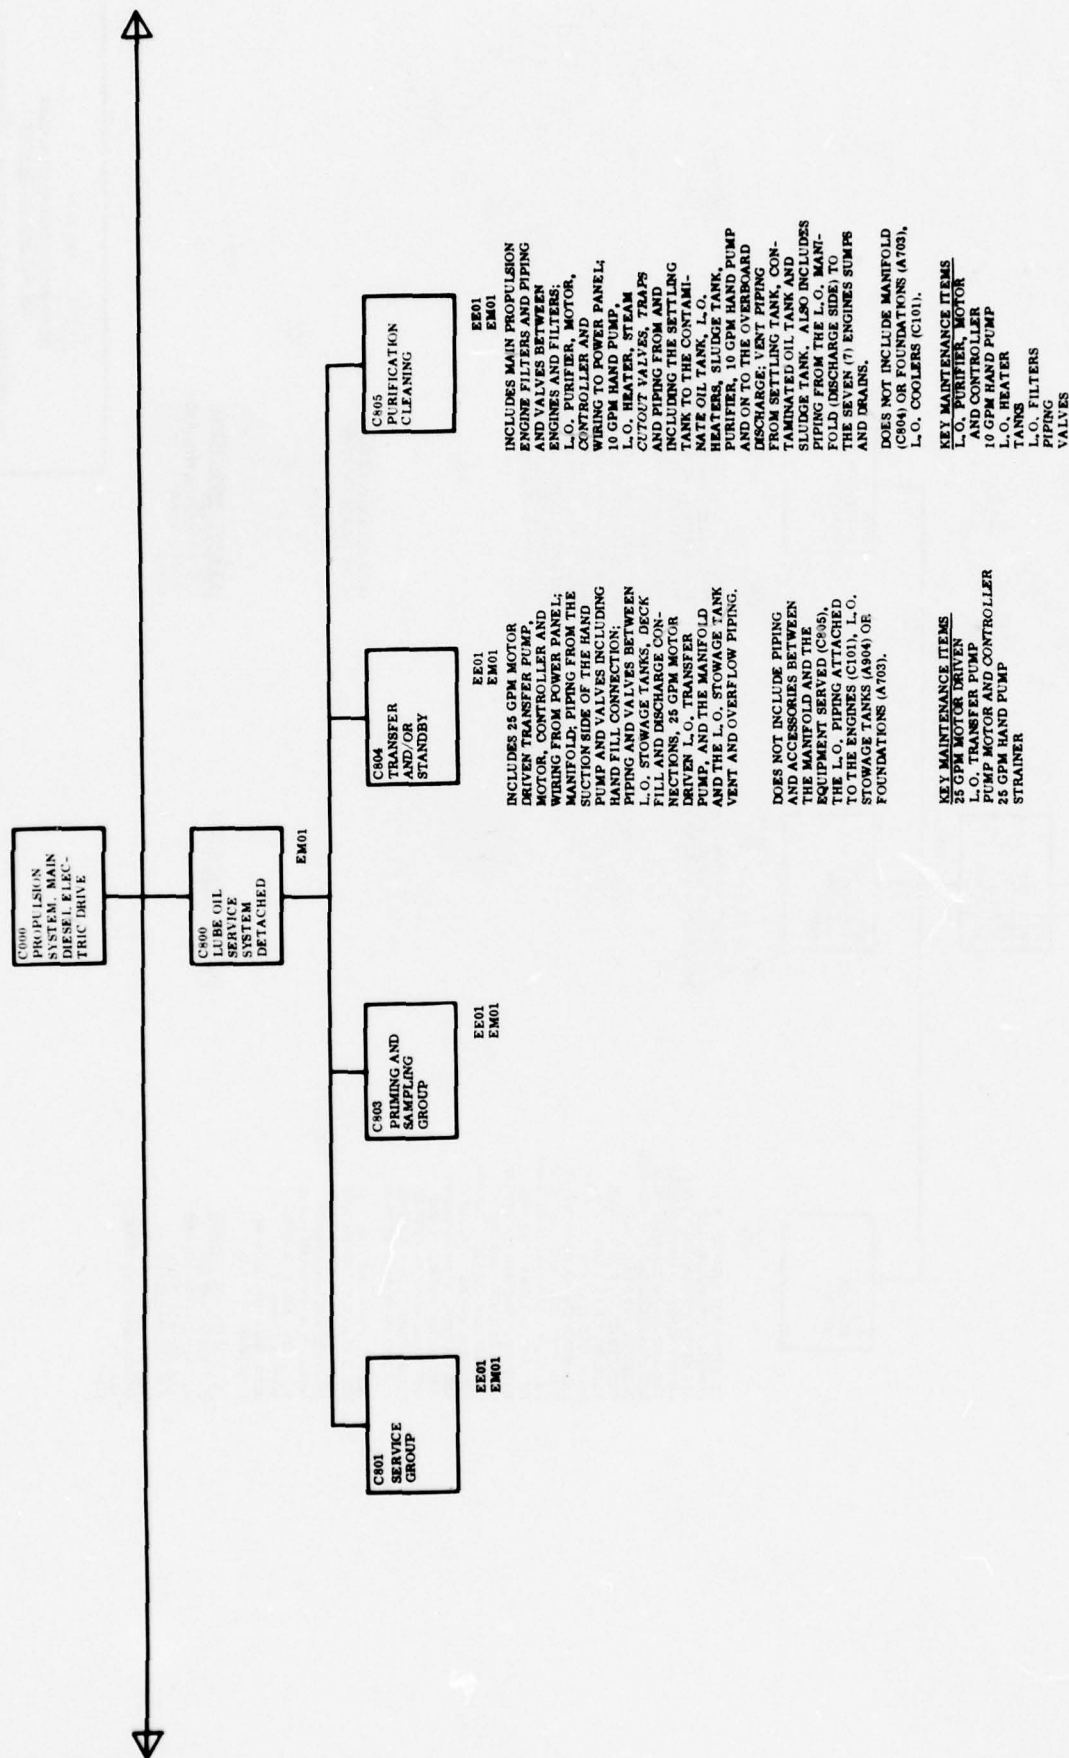 C000
PROPULSION
SYSTEM, MAIN
DIESEL ELEC-
TRIC DRIVE
C800
LUBE OIL
SERVICE
SYSTEM
DETACHED
EM01
C801
SERVICE
GROUP
EE01
EM01
C803
PRIMING AND
SAMPLING
GROUP
EE01
EM01
C804
TRANSFER
AND/OR
STANDBY
EE01
EM01
INCLUDES 25 GPM MOTOR
DRIVEN TRANSFER PUMP,
MOTOR, CONTROLLER AND
WIRING FROM POWER PANEL;
MANIFOLD; PIPING FROM THE
SUCTION SIDE OF THE HAND
PUMP AND VALVES INCLUDING
HAND FILL CONNECTION;
PIPING AND VALVES BETWEEN
L.O. STOWAGE TANKS, DECK
FILL AND DISCHARGE CON-
NECTIONS, 25 GPM MOTOR
DRIVEN L.O. TRANSFER
PUMP, AND THE MANIFOLD
AND THE L.O. STOWAGE TANK
VENT AND OVERFLOW PIPING.
DOES NOT INCLUDE PIPING
AND ACCESSORIES BETWEEN
THE MANIFOLD AND THE
EQUIPMENT SERVED (C805),
THE L.O. PIPING ATTACHED
TO THE ENGINES (C101), L.O.
STOWAGE TANKS (A904) OR
FOUNDATIONS (A703).
KEY MAINTENANCE ITEMS
25 GPM MOTOR DRIVEN
L.O. TRANSFER PUMP
PUMP MOTOR AND CONTROLLER
25 GPM HAND PUMP
STRAINER
C805
PURIFICATION
CLEANING
EE01
EM01
INCLUDES MAIN PROPULSION
ENGINE FILTERS AND PIPING
AND VALVES BETWEEN
ENGINES AND FILTERS;
L.O. PURIFIER, MOTOR,
CONTROLLER AND
WIRING TO POWER PANEL;
10 GPM HAND PUMP,
L.O. HEATER, STEAM
CUTOUT VALVES, TRAPS
AND PIPING FROM AND
INCLUDING THE SETTLING
TANK TO THE CONTAMI-
NATE OIL TANK, L.O.
HEATERS, SLUDGE TANK,
PURIFIER, 10 GPM HAND PUMP
AND ON TO THE OVERBOARD
DISCHARGE; VENT PIPING
FROM SETTLING TANK, CON-
TAMINATED OIL TANK AND
SLUDGE TANK. ALSO INCLUDES
PIPING FROM THE L.O. MANI-
FOLD (DISCHARGE SIDE) TO
THE SEVEN (7) ENGINES SUMPS
AND DRAINS.
DOES NOT INCLUDE MANIFOLD
(C804) OR FOUNDATIONS (A703),
L.O. COOLERS (C101).
KEY MAINTENANCE ITEMS
L.O. PURIFIER, MOTOR
AND CONTROLLER
10 GPM HAND PUMP
L.O. HEATER
TANKS
L.O. FILTERS
PIPING
VALVES